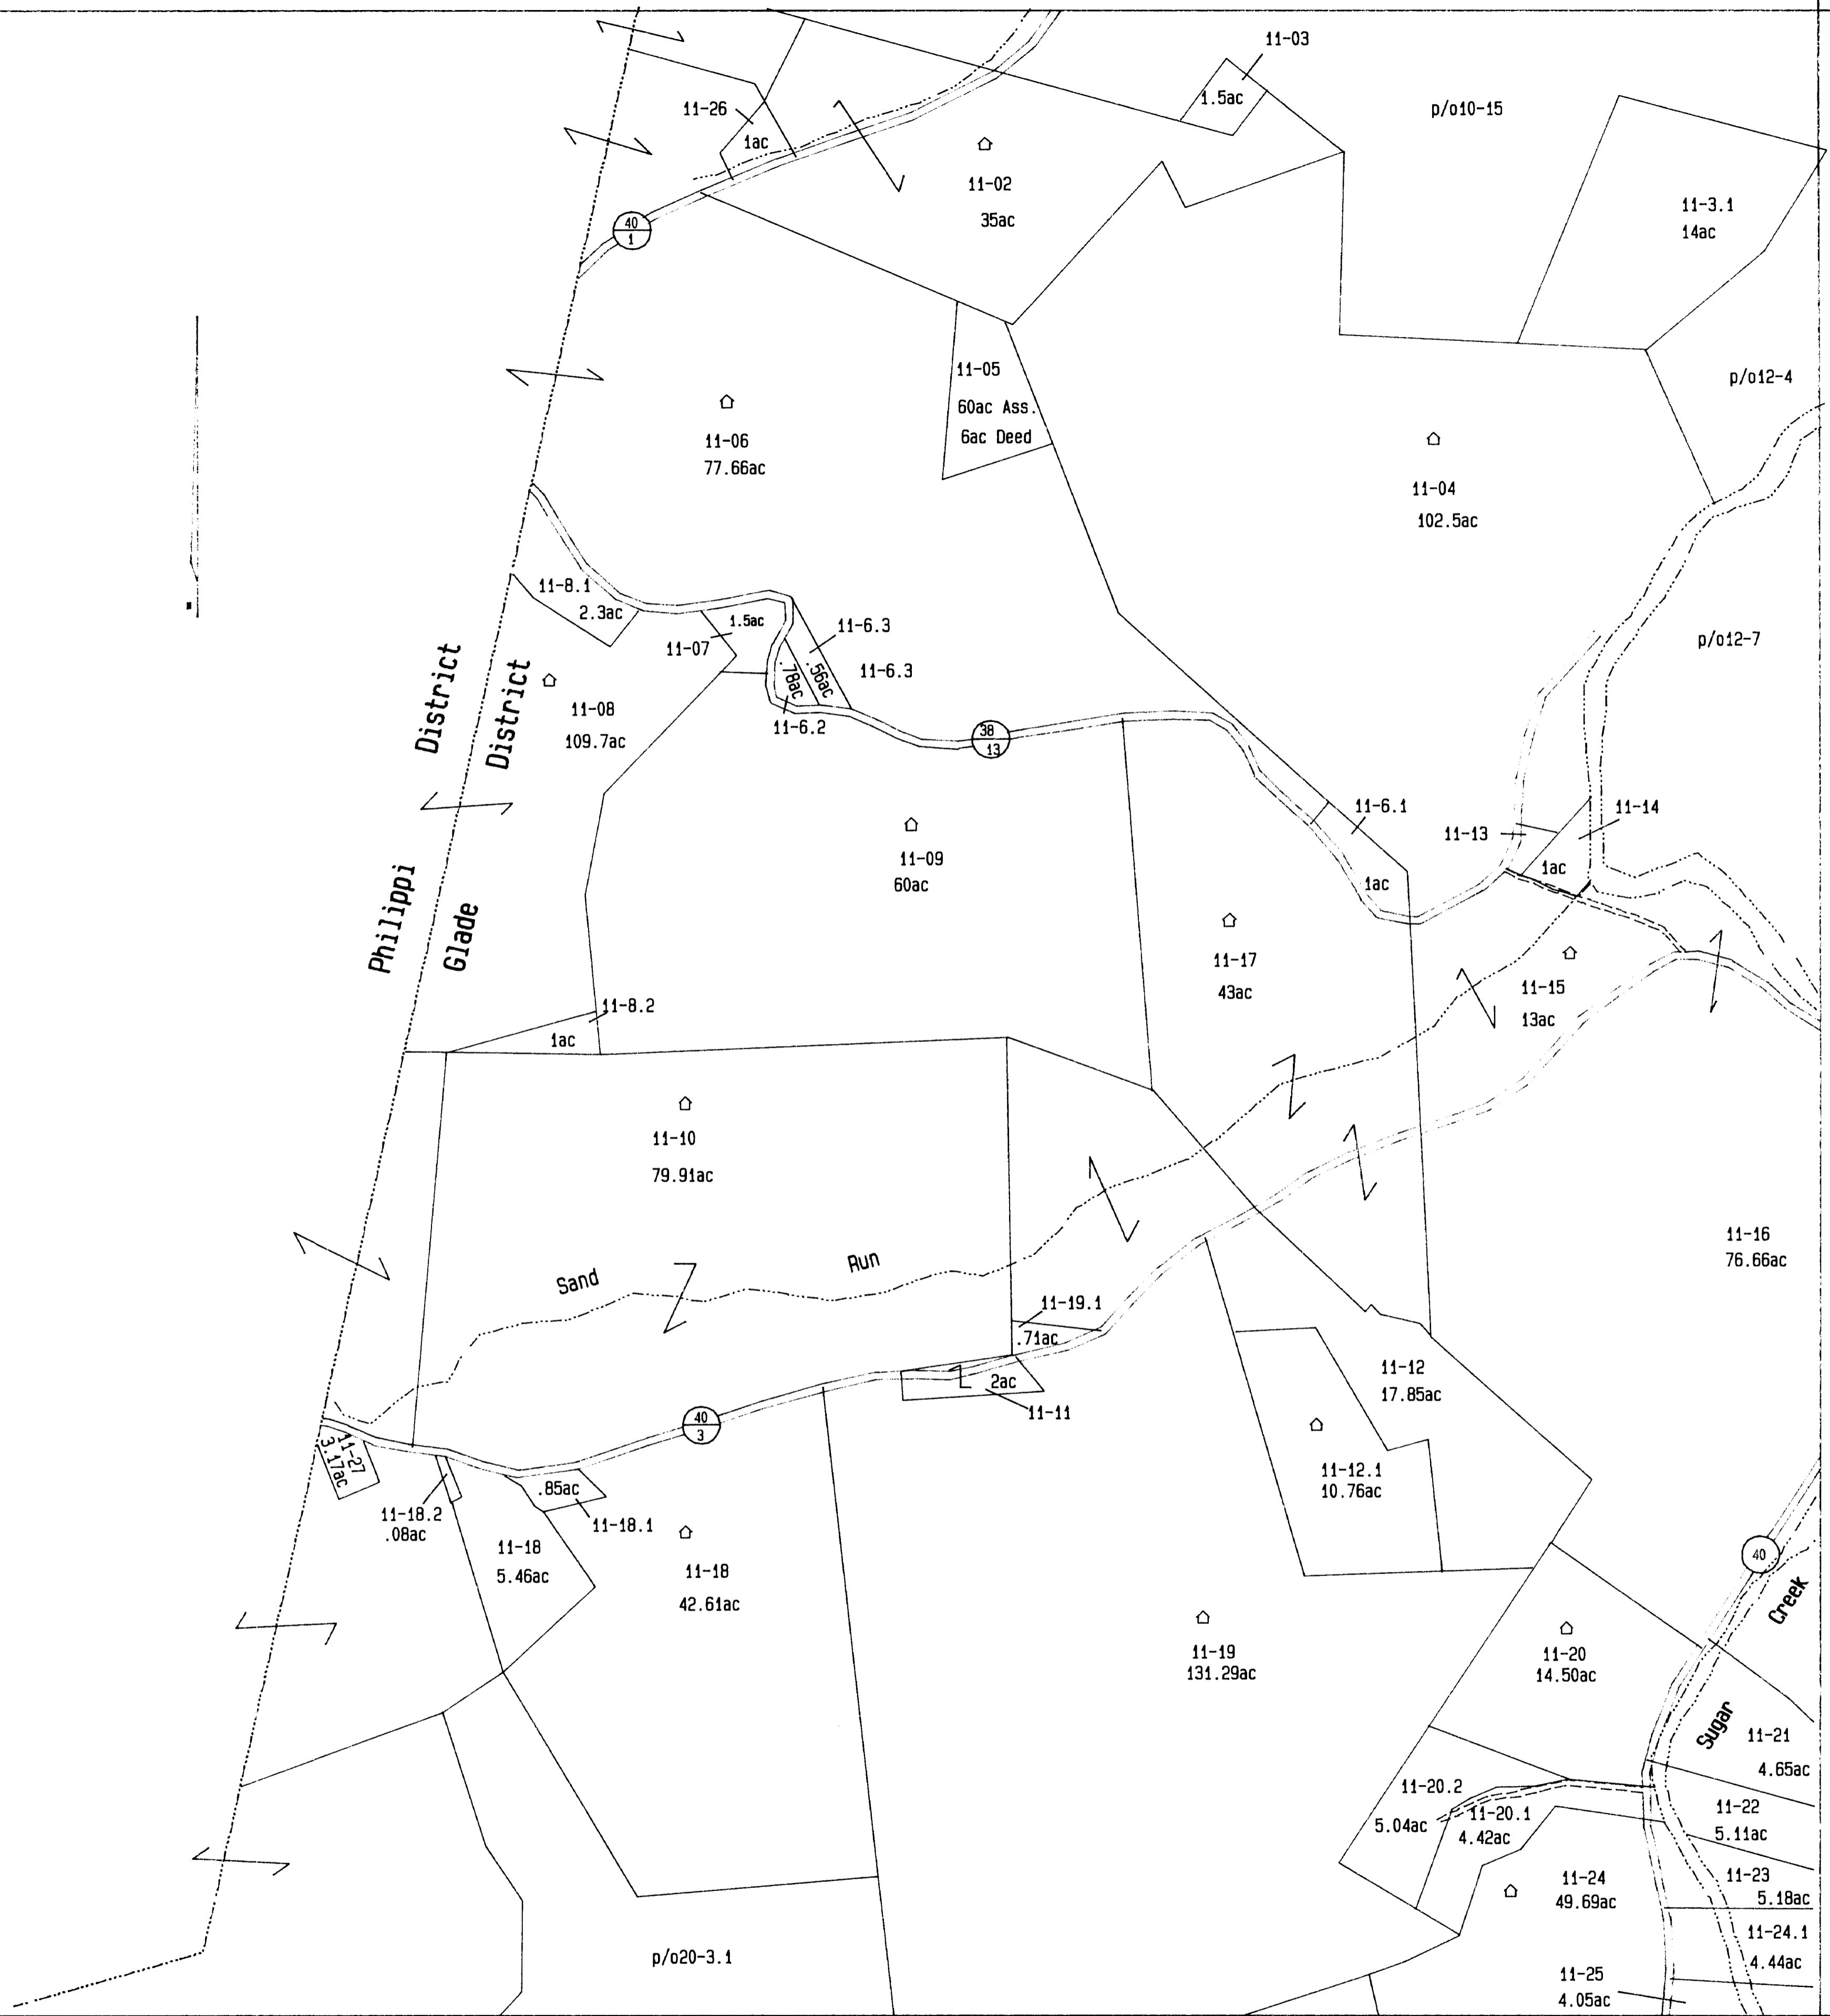 11-03
1.5ac
p/o10-15
11-26
1ac
11-02
35ac
11-3.1
14ac
40
1
11-05
60ac Ass.
6ac Deed
p/o12-4
11-06
77.66ac
11-04
102.5ac
11-8.1
2.3ac
1.5ac
11-07
11-6.3
.56ac
11-6.3
.78ac
11-6.2
p/o12-7
District
District
11-08
109.7ac
38
13
11-6.1
1ac
11-13
11-14
1ac
11-09
60ac
Philippi
Glade
11-17
43ac
11-15
13ac
11-8.2
1ac
11-10
79.91ac
11-16
76.66ac
Sand
Run
11-19.1
.71ac
2ac
11-11
11-12
17.85ac
40
3
11-27
3.17ac
.85ac
11-18.2
.08ac
11-18.1
11-12.1
10.76ac
11-18
5.46ac
11-18
42.61ac
40
Creek
Sugar
11-19
131.29ac
11-20
14.50ac
11-21
4.65ac
11-20.2
5.04ac
11-20.1
4.42ac
11-22
5.11ac
11-23
5.18ac
11-24
49.69ac
11-24.1
4.44ac
p/o20-3.1
11-25
4.05ac